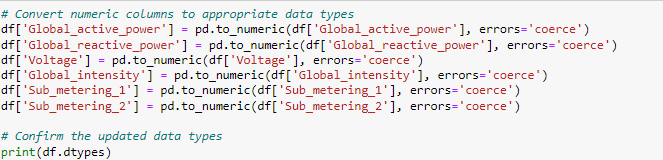 # Convert numeric columns to appropriate data types
df['Global_active_power'] = pd.to_numeric(df['Global_active_power'], errors='coerce')
df['Global_reactive_power'] = pd.to_numeric(df['Global_reactive_power'], errors='coerce')
df['Voltage'] = pd.to_numeric(df['Voltage'], errors='coerce')
df['Global_intensity'] = pd.to_numeric(df['Global_intensity'], errors='coerce')
df['Sub_metering_1'] = pd.to_numeric(df['Sub_metering_1'], errors='coerce')
df['Sub_metering_2'] = pd.to_numeric(df['Sub_metering_2'], errors='coerce')
# Confirm the updated data types
print(df.dtypes)